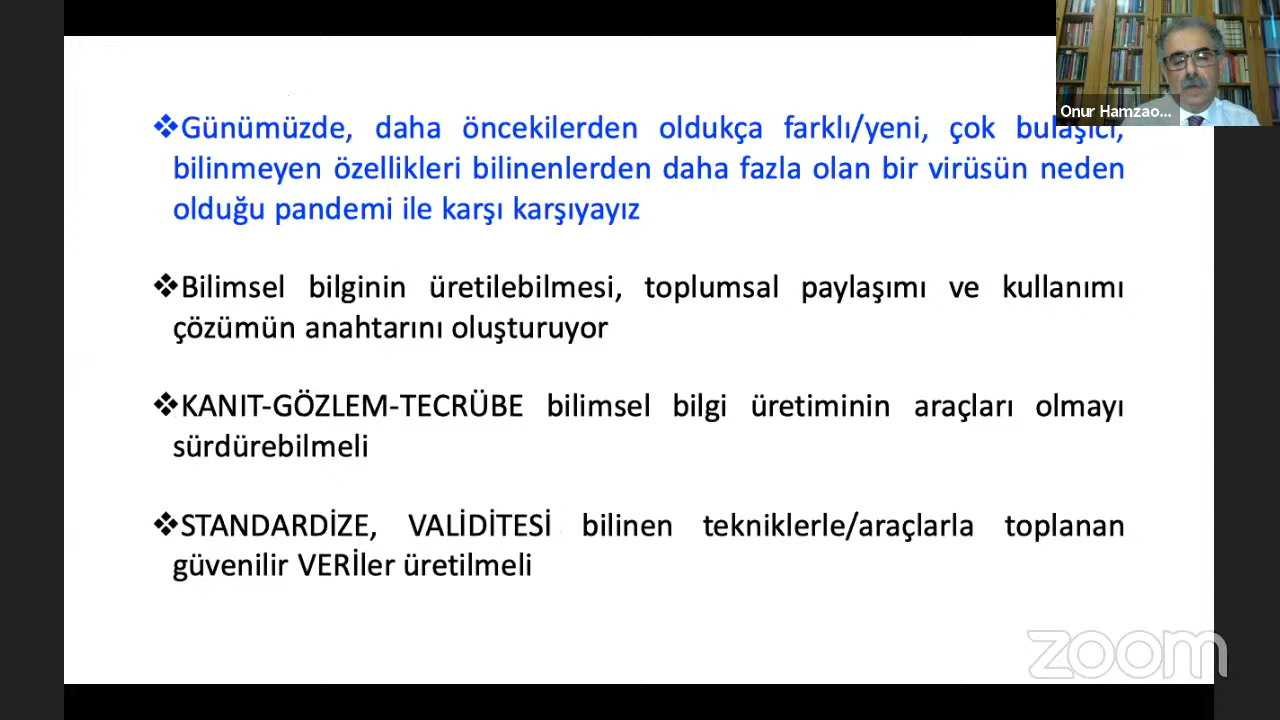 Onur Hamzao...
❖Günümüzde, daha öncekilerden oldukça farklı/yeni, çok bulaşıcı,
bilinmeyen özellikleri bilinenlerden daha fazla olan bir virüsün neden
olduğu pandemi ile karşı karşıyayız
❖Bilimsel bilginin üretilebilmesi, toplumsal paylaşımı ve kullanımı
çözümün anahtarını oluşturuyor
❖KANIT-GÖZLEM-TECRÜBE bilimsel bilgi üretiminin araçları olmayı
sürdürebilmeli
❖STANDARDİZE, VALİDİTESİ bilinen tekniklerle/araçlarla toplanan
güvenilir VERİler üretilmeli
zoom